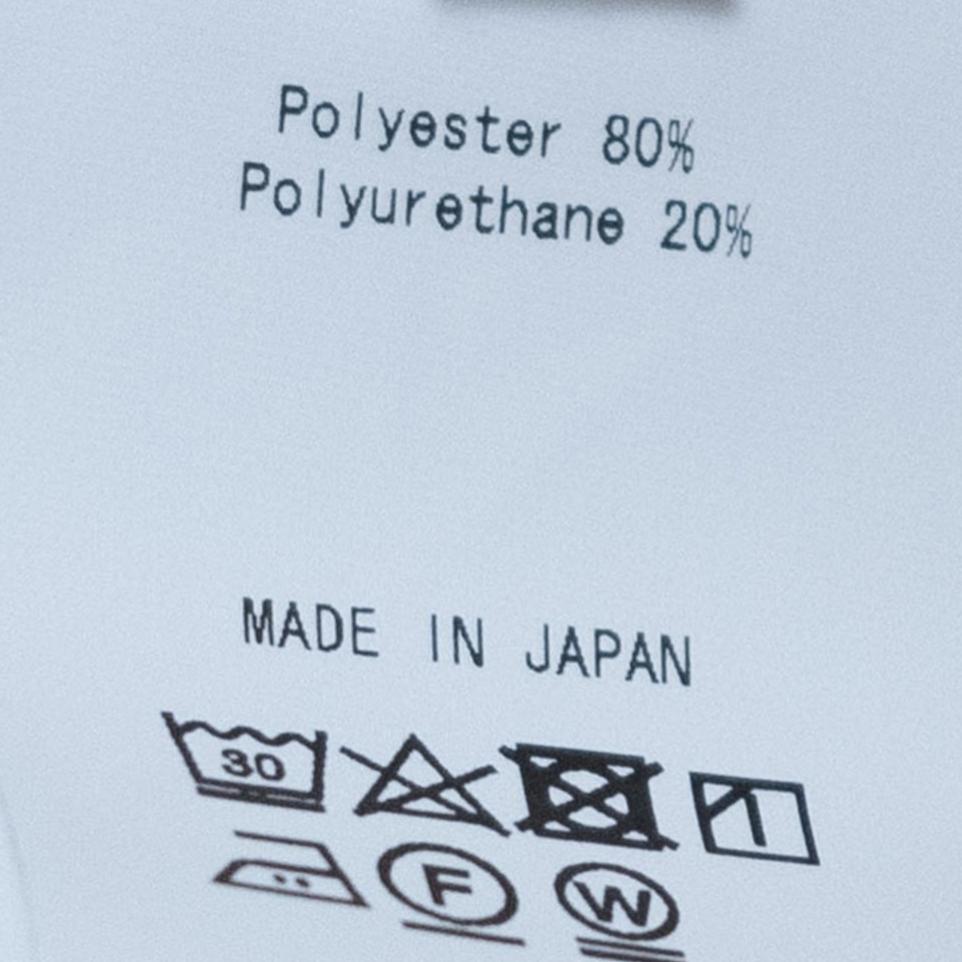 Polyester 80%
Polyurethane 20%
MADE IN JAPAN
30
F W